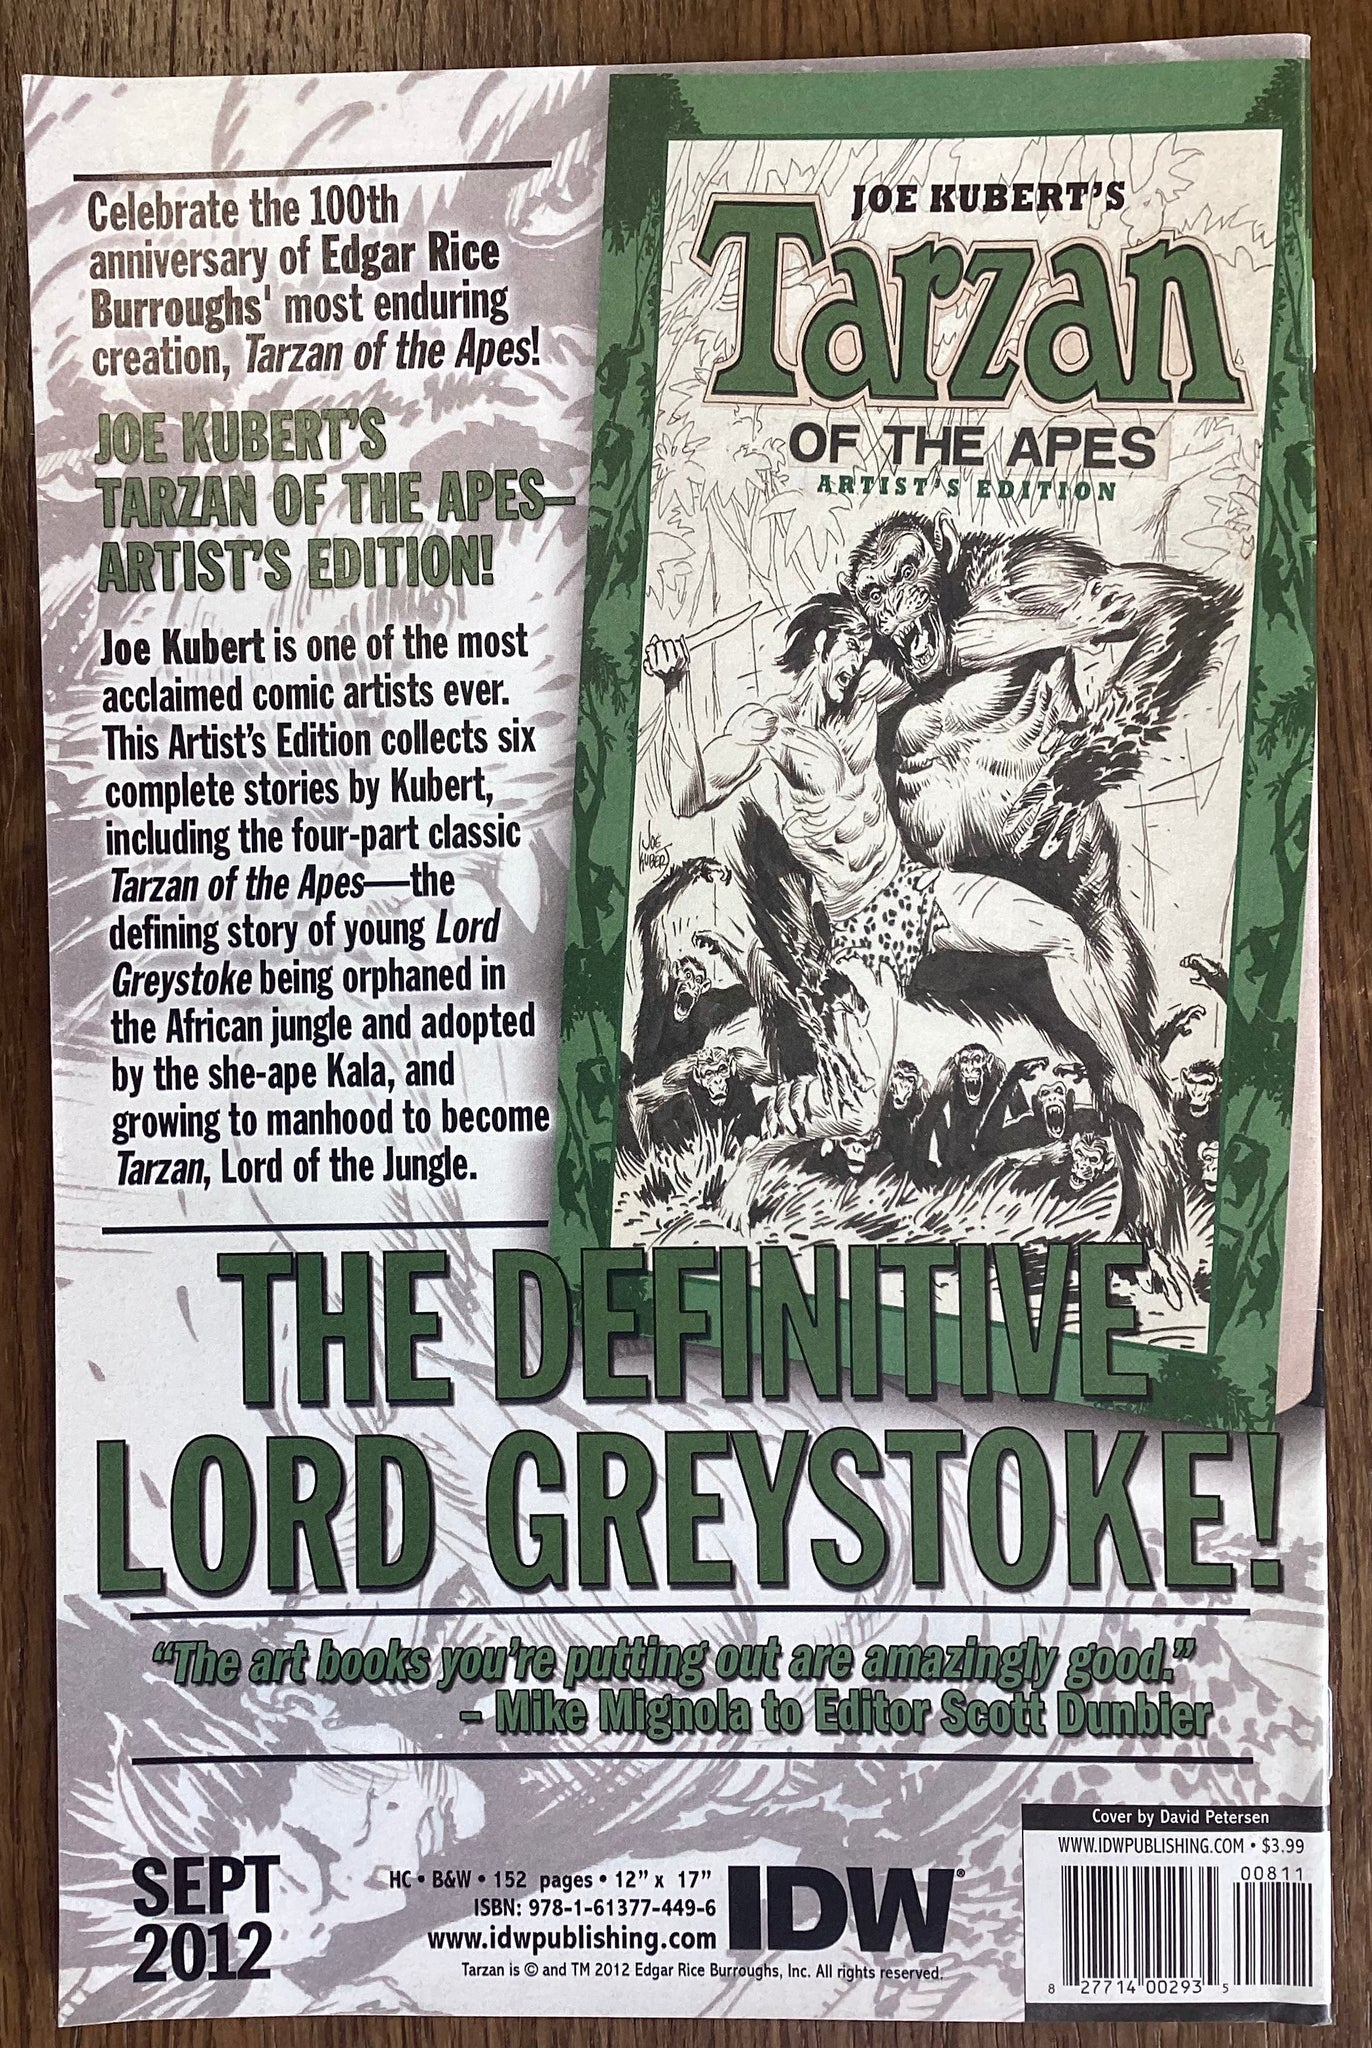 Celebrate the 100th
anniversary of Edgar Rice
Burroughs' most enduring
creation, Tarzan of the Apes!
JOE KUBERT'S
TARZAN OF THE APES—
ARTIST'S EDITION!
Joe Kubert is one of the most
acclaimed comic artists ever.
This Artist's Edition collects six
complete stories by Kubert,
including the four-part classic
Tarzan of the Apes—the
defining story of young Lord
Greystoke being orphaned in
the African jungle and adopted
by the she-ape Kala, and
growing to manhood to become
Tarzan, Lord of the Jungle.
JOE KUBERT'S
Tarzan
OF THE APES
ARTIST'S EDITION
JOE
KUBERT
THE DEFINITIVE
LORD GREYSTOKE!
“The art books you're putting out are amazingly good.”
– Mike Mignola to Editor Scott Dunbier
SEPT
2012
HC • B&W • 152 pages • 12” x 17”
ISBN: 978-1-61377-449-6
www.idwpublishing.com
IDW®
Tarzan is © and TM 2012 Edgar Rice Burroughs, Inc. All rights reserved.
Cover by David Petersen
WWW.IDWPUBLISHING.COM • $3.99
00811
8 27714 00293 5